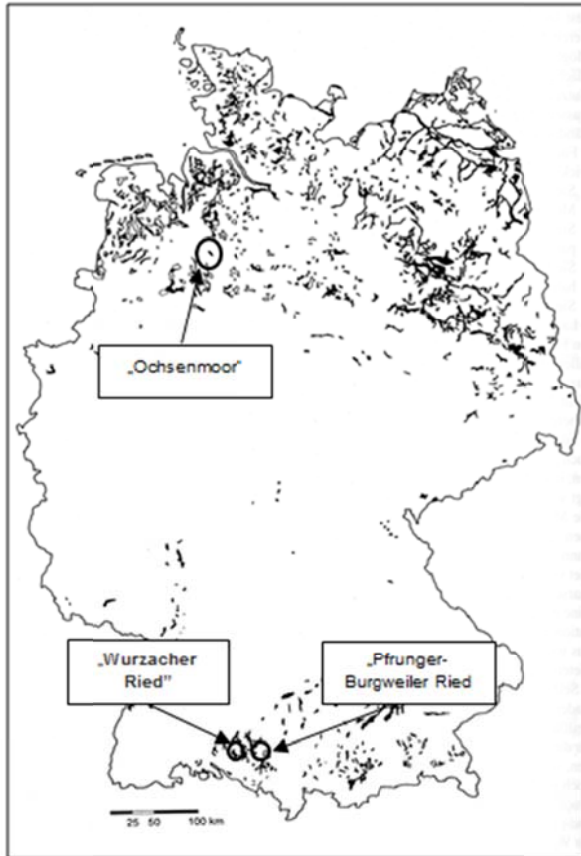 „Ochsenmoor"
„Wurzacher
Ried"
„Pfrunger-
Burgweiler Ried
25 50 100 km